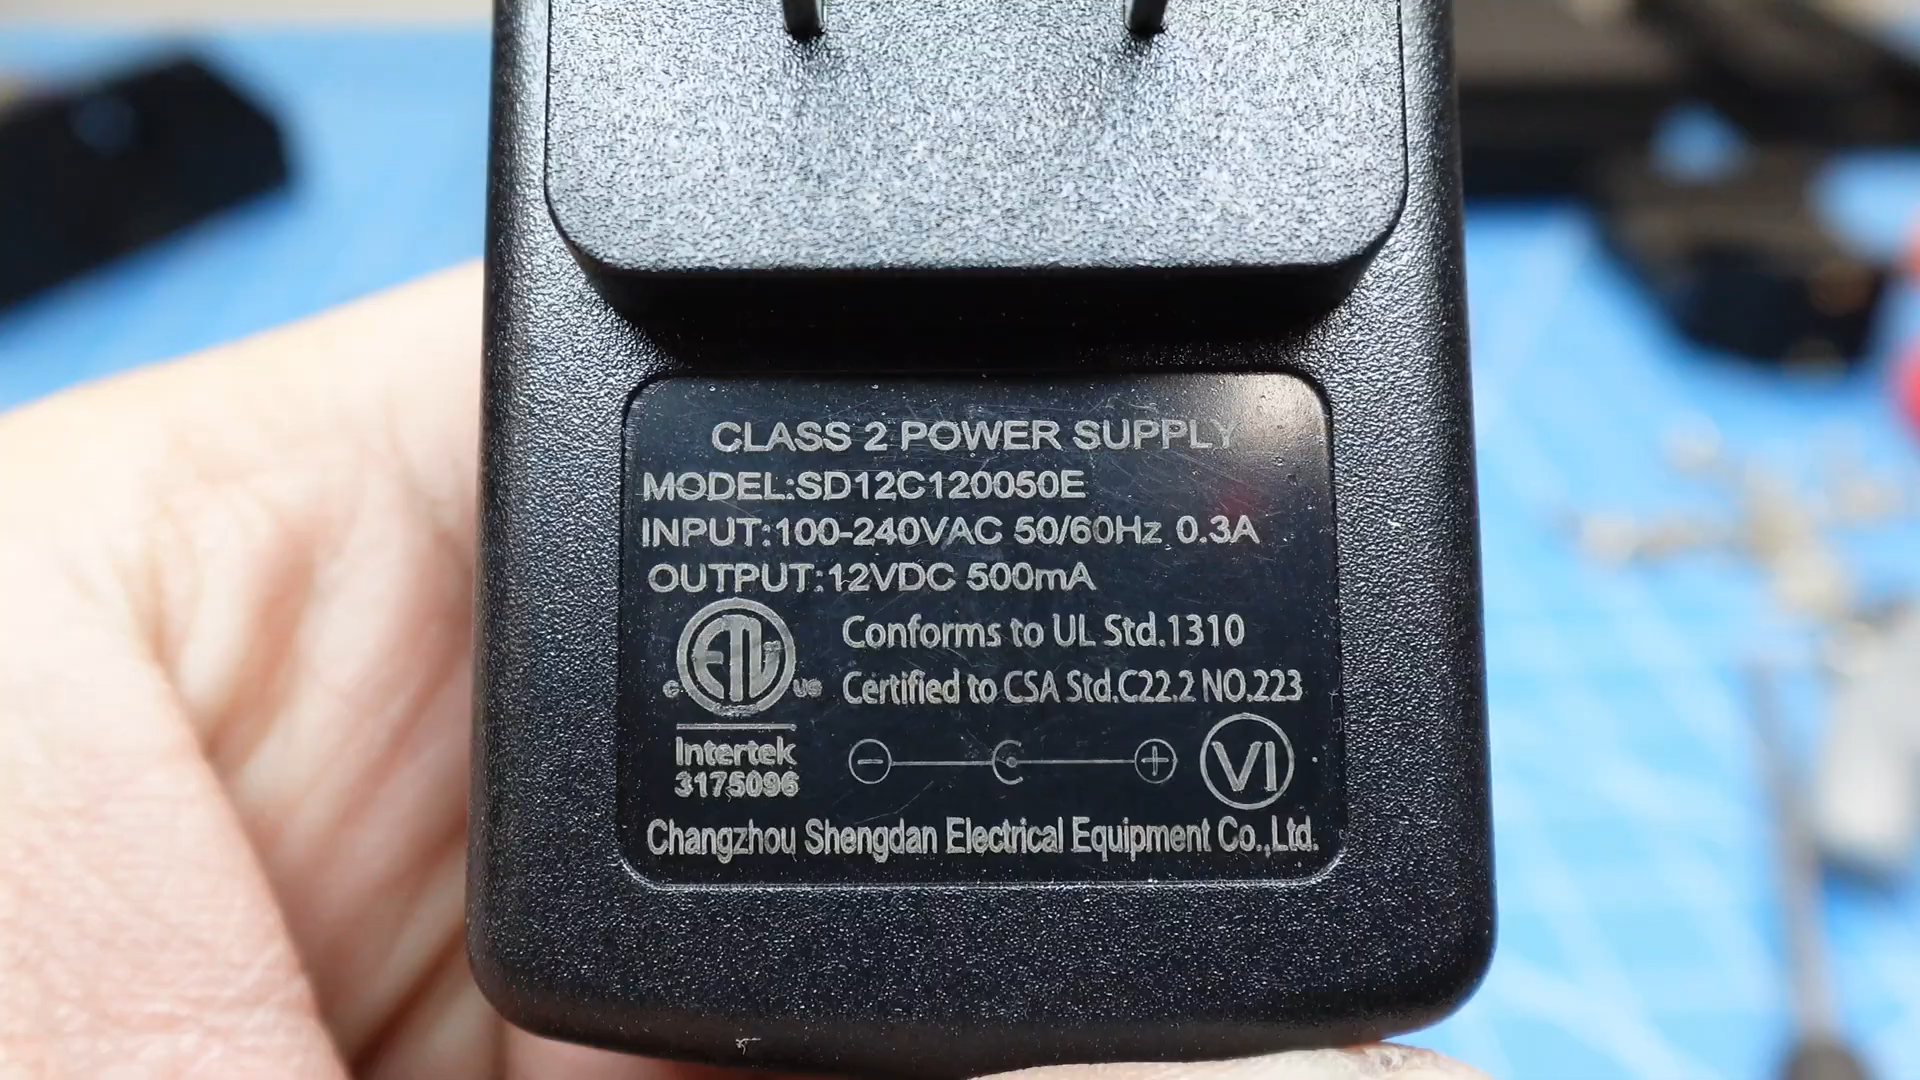 CLASS 2 POWER SUPPLY
MODEL:SD12C120050E
INPUT:100-240VAC 50/60Hz 0.3A
OUTPUT:12VDC 500mA
ETL
C US
Conforms to UL Std.1310
Certified to CSA Std.C22.2 NO.223
Intertek
3175096
VI
Changzhou Shengdan Electrical Equipment Co.,Ltd.